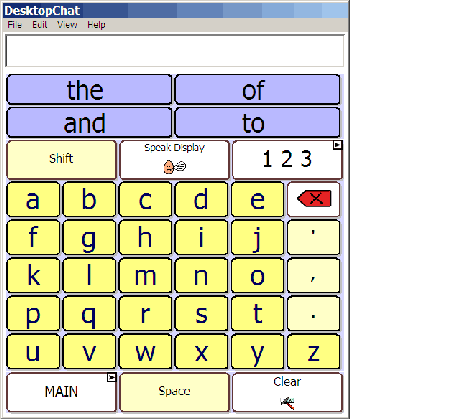 DesktopChat
File Edit View Help
the of
and to
Shift Speak Display 1 2 3
a b c d e
f g h i j '
k l m n o ,
p q r s t .
u v w x y z
MAIN Space Clear